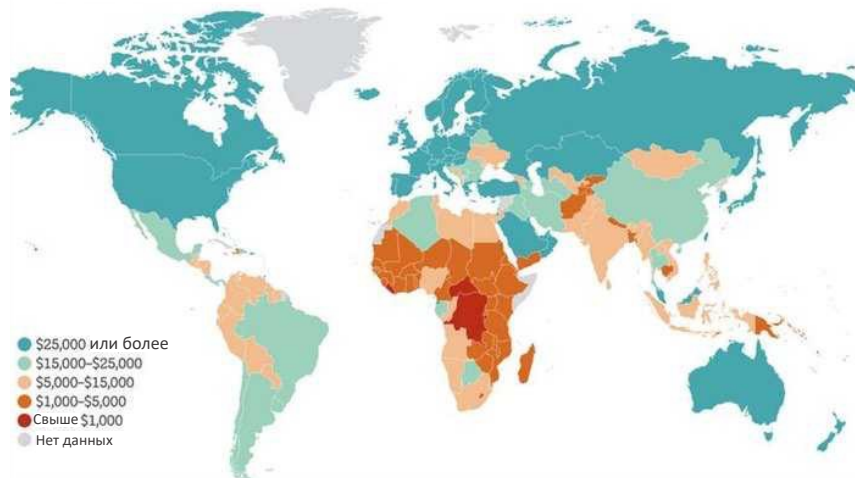 $25,000 или более
$15,000–$25,000
$5,000–$15,000
$1,000–$5,000
Свыше $1,000
Нет данных